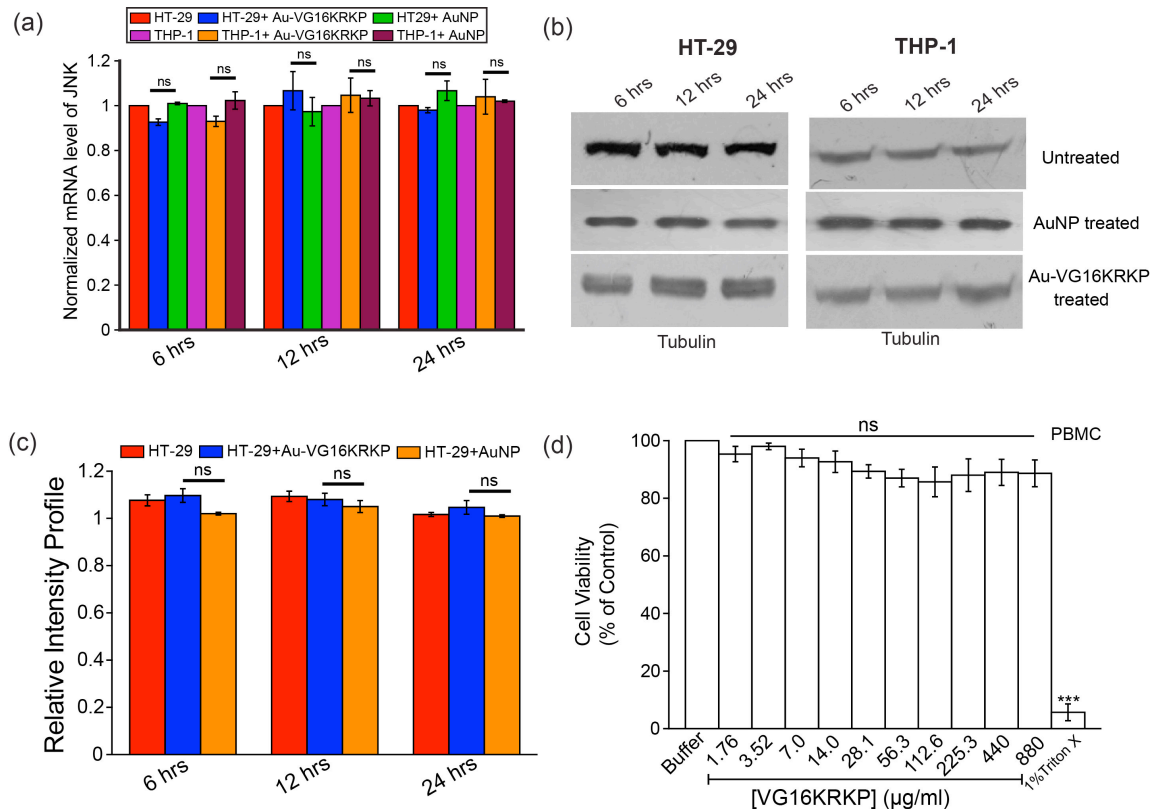 (a)
HT-29 HT-29+ Au-VG16KRKP HT29+ AuNP
THP-1 THP-1+ Au-VG16KRKP THP-1+ AuNP
Normalized mRNA level of JNK
1.2
1
0.8
0.6
0.4
0.2
0
ns ns ns ns ns ns
6 hrs 12 hrs 24 hrs
(b)
HT-29 THP-1
6 hrs 12 hrs 24 hrs 6 hrs 12 hrs 24 hrs
Untreated
AuNP treated
Au-VG16KRKP
treated
Tubulin Tubulin
(c)
HT-29 HT-29+Au-VG16KRKP HT-29+AuNP
Relative Intensity Profile
1.2
1
0.8
0.6
0.4
0.2
0
ns ns ns
6 hrs 12 hrs 24 hrs
(d)
ns PBMC
Cell Viability
(% of Control)
100
80
60
40
20
0
***
Buffer 1.76 3.52 7.0 14.0 28.1 56.3 112.6 225.3 440 880 1%Triton X
[VG16KRKP] (µg/ml)